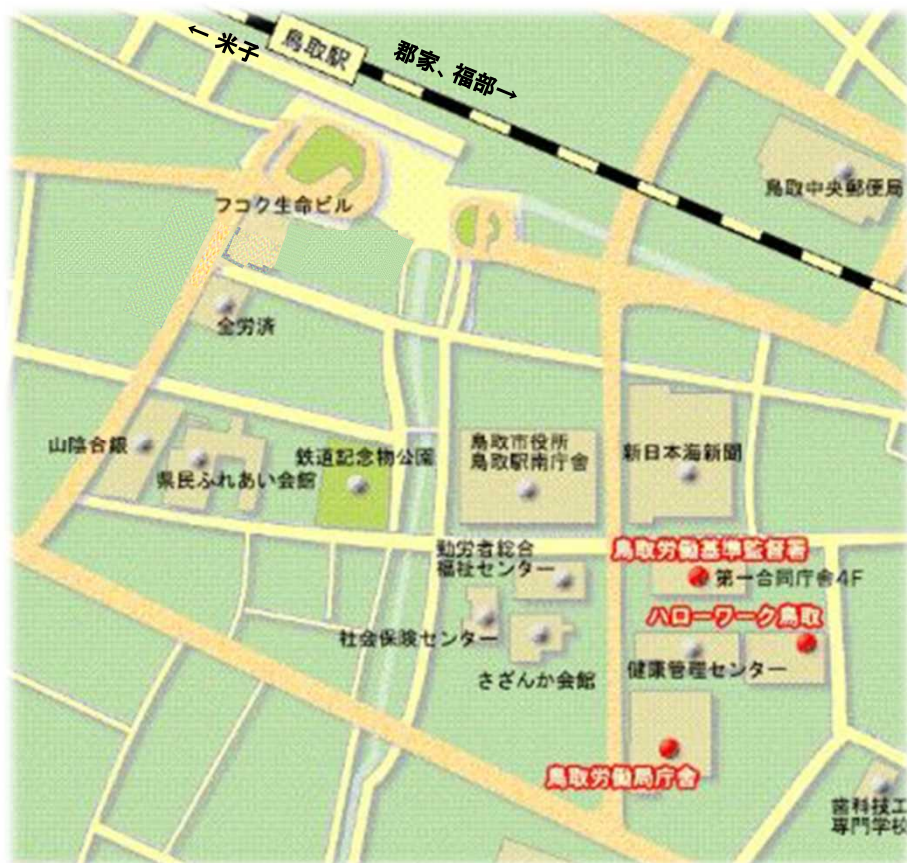 ← 米子
鳥取駅
郡家、福部→
鳥取中央郵便局
フコク生命ビル
全労済
山陰合銀
県民ふれあい会館
鉄道記念物公園
鳥取市役所
鳥取駅南庁舎
新日本海新聞
鳥取労働基準監督署
第一合同庁舎4F
勤労者総合
福祉センター
ハローワーク鳥取
社会保険センター
健康管理センター
さざんか会館
鳥取労働局庁舎
歯科技工
専門学校